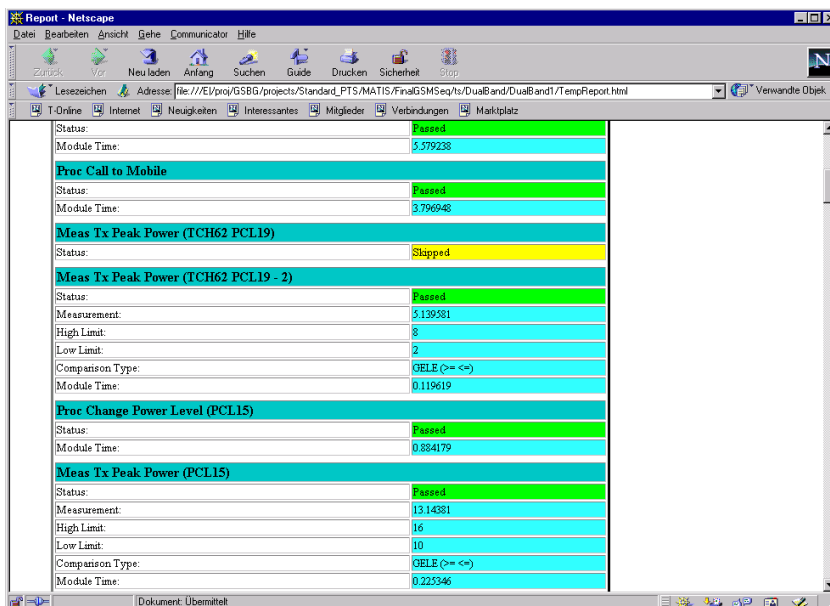 Report - Netscape
Datei Bearbeiten Ansicht Gehe Communicator Hilfe
Zurück Vor Neu laden Anfang Suchen Guide Drucken Sicherheit Stop
N
Lesezeichen Adresse: file:///E|/proj/GSBG/projects/Standard_PTS/MATIS/FinalGSMSeq/ts/DualBand/DualBand1/TempReport.html Verwandte Objek
T-Online Internet Neuigkeiten Interessantes Mitglieder Verbindungen Marktplatz
Status: Passed
Module Time: 5.579238
Proc Call to Mobile
Status: Passed
Module Time: 3.796948
Meas Tx Peak Power (TCH62 PCL19)
Status: Skipped
Meas Tx Peak Power (TCH62 PCL19 - 2)
Status: Passed
Measurement: 5.139581
High Limit: 8
Low Limit: 2
Comparison Type: GELE (>= <=)
Module Time: 0.119619
Proc Change Power Level (PCL15)
Status: Passed
Module Time: 0.884179
Meas Tx Peak Power (PCL15)
Status: Passed
Measurement: 13.14381
High Limit: 16
Low Limit: 10
Comparison Type: GELE (>= <=)
Module Time: 0.225346
Dokument: Übermittelt